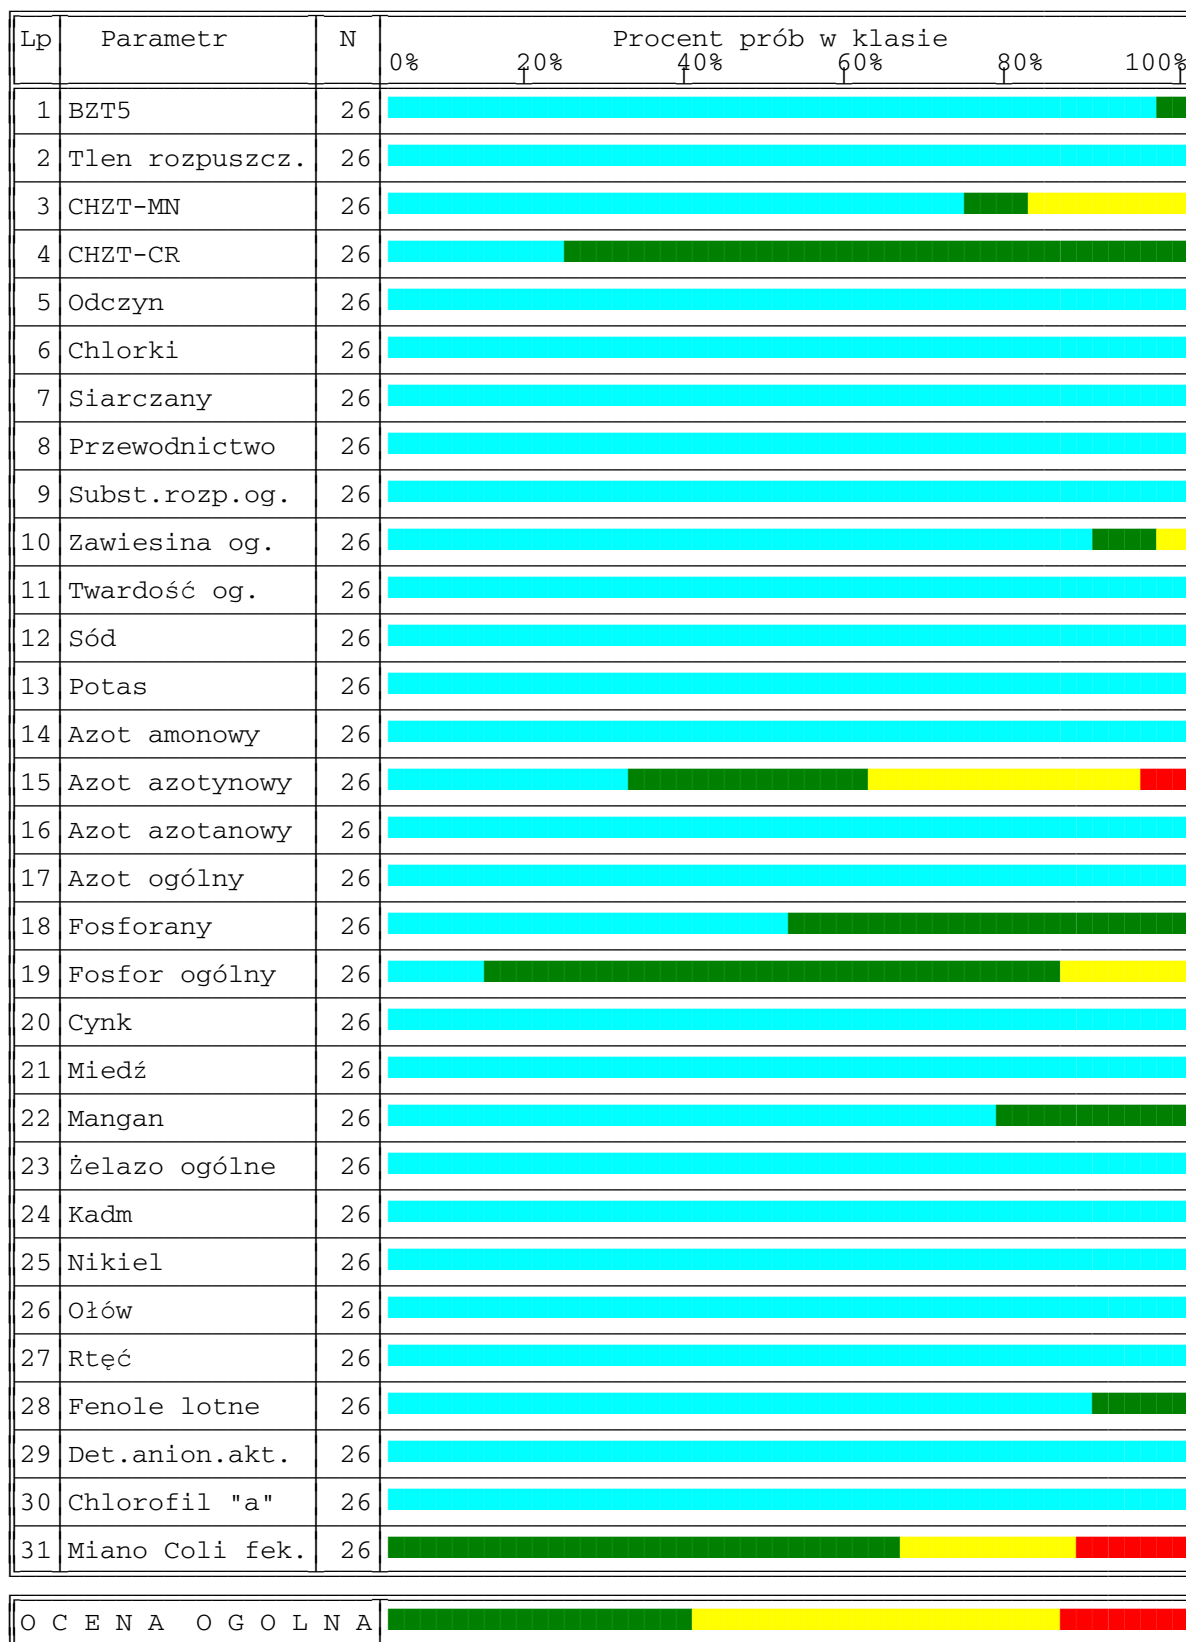 Lp Parametr N Procent prób w klasie
0% 20% 40% 60% 80% 100%
1 BZT5 26
2 Tlen rozpuszcz. 26
3 CHZT-MN 26
4 CHZT-CR 26
5 Odczyn 26
6 Chlorki 26
7 Siarczany 26
8 Przewodnictwo 26
9 Subst.rozp.og. 26
10 Zawiesina og. 26
11 Twardość og. 26
12 Sód 26
13 Potas 26
14 Azot amonowy 26
15 Azot azotynowy 26
16 Azot azotanowy 26
17 Azot ogólny 26
18 Fosforany 26
19 Fosfor ogólny 26
20 Cynk 26
21 Miedź 26
22 Mangan 26
23 Żelazo ogólne 26
24 Kadm 26
25 Nikiel 26
26 Ołów 26
27 Rtęć 26
28 Fenole lotne 26
29 Det.anion.akt. 26
30 Chlorofil "a" 26
31 Miano Coli fek. 26
O C E N A O G O L N A